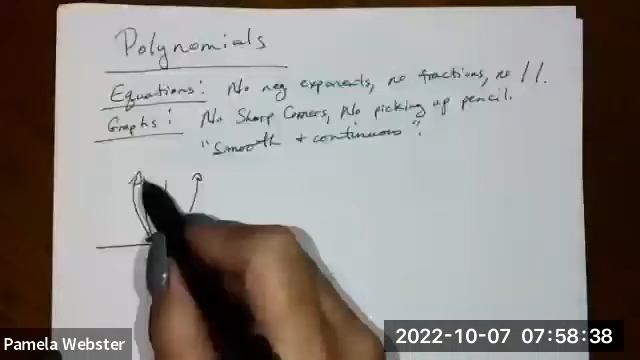 Polynomials
Equations: No neg exponents, no fractions, no | |.
Graphs: No Sharp Corners, No picking up pencil.
"Smooth + continuous"
Pamela Webster
2022-10-07 07:58:38